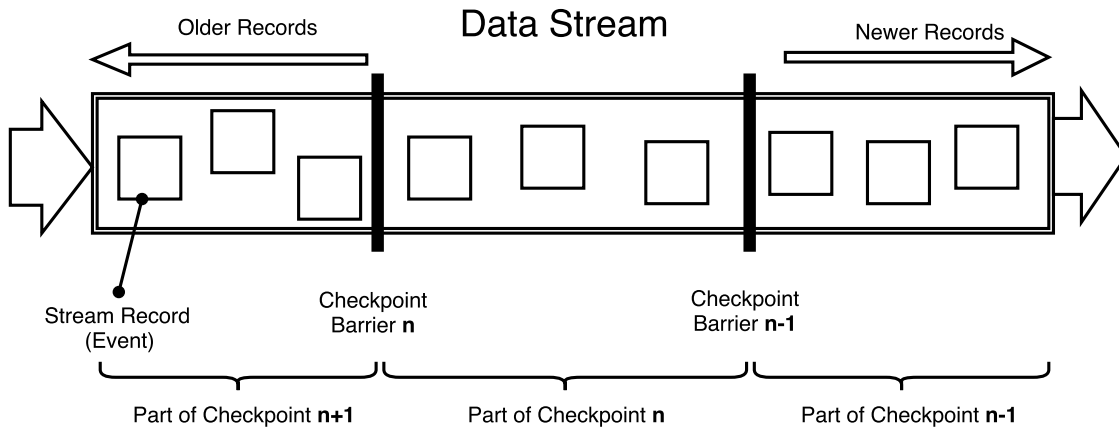 Data Stream
Older Records
Newer Records
Stream Record
(Event)
Checkpoint
Barrier n
Checkpoint
Barrier n-1
Part of Checkpoint n+1
Part of Checkpoint n
Part of Checkpoint n-1